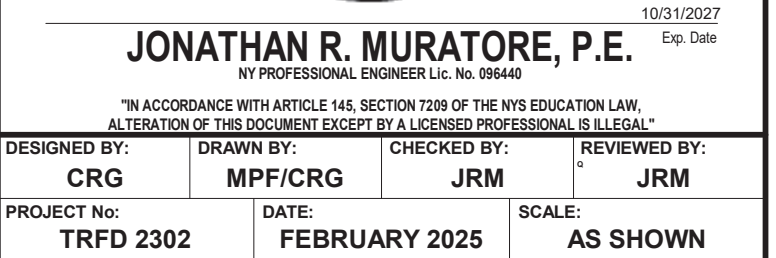 10/31/2027
JONATHAN R. MURATORE, P.E.
Exp. Date
NY PROFESSIONAL ENGINEER Lic. No. 096440
"IN ACCORDANCE WITH ARTICLE 145, SECTION 7209 OF THE NYS EDUCATION LAW,
ALTERATION OF THIS DOCUMENT EXCEPT BY A LICENSED PROFESSIONAL IS ILLEGAL"
DESIGNED BY: DRAWN BY: CHECKED BY: REVIEWED BY:
Q
CRG MPF/CRG JRM JRM
PROJECT No: DATE: SCALE:
TRFD 2302 FEBRUARY 2025 AS SHOWN